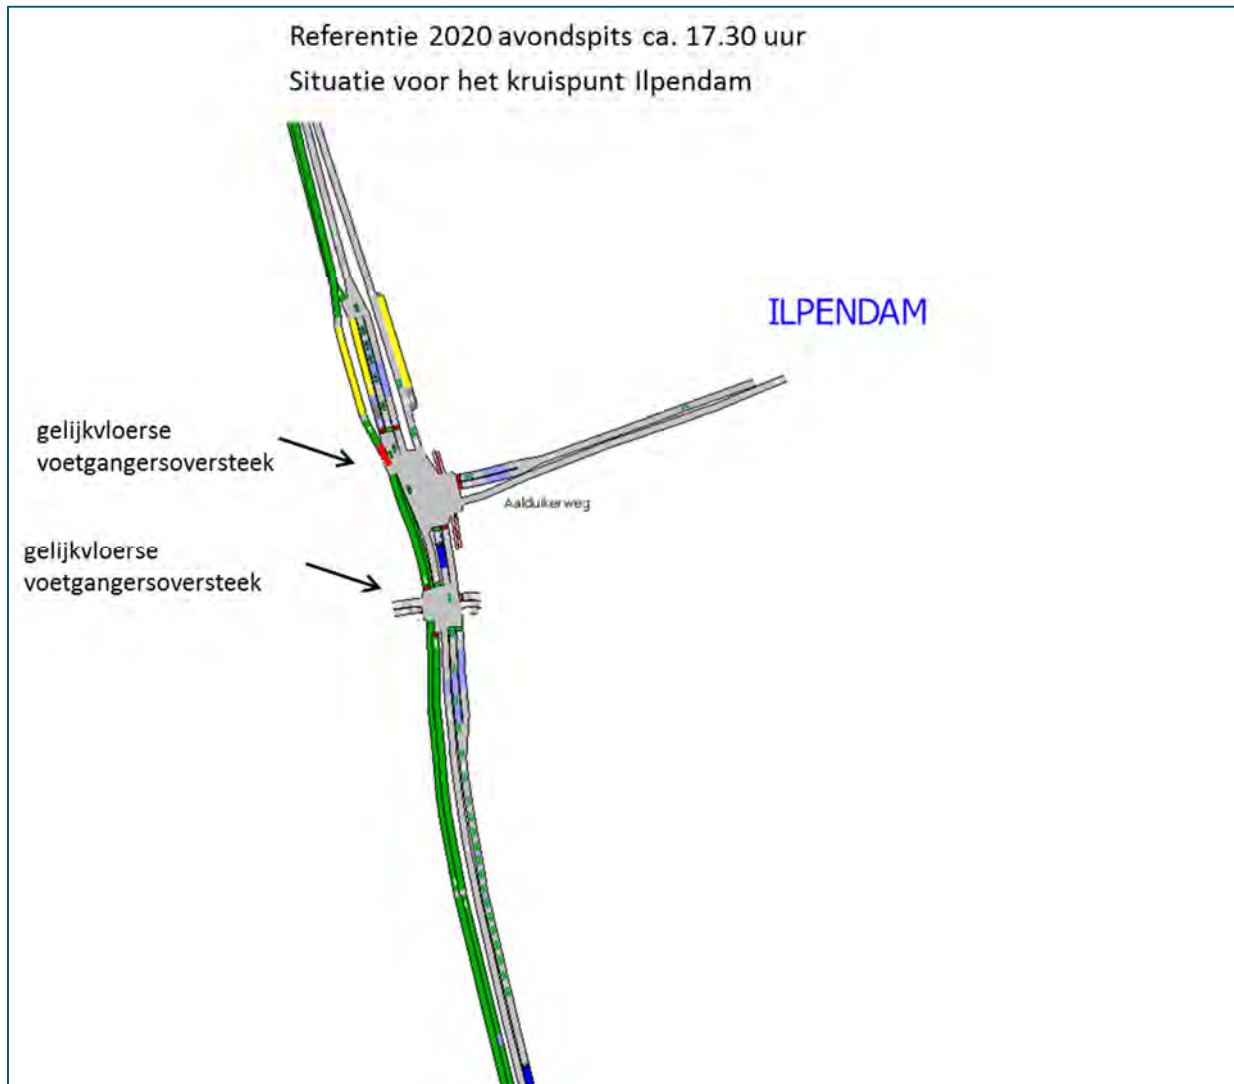 Referentie 2020 avondspits ca. 17.30 uur
Situatie voor het kruispunt Ilpendam
ILPENDAM
gelijkvloerse
voetgangersoversteek
Aalduikerweg
gelijkvloerse
voetgangersoversteek